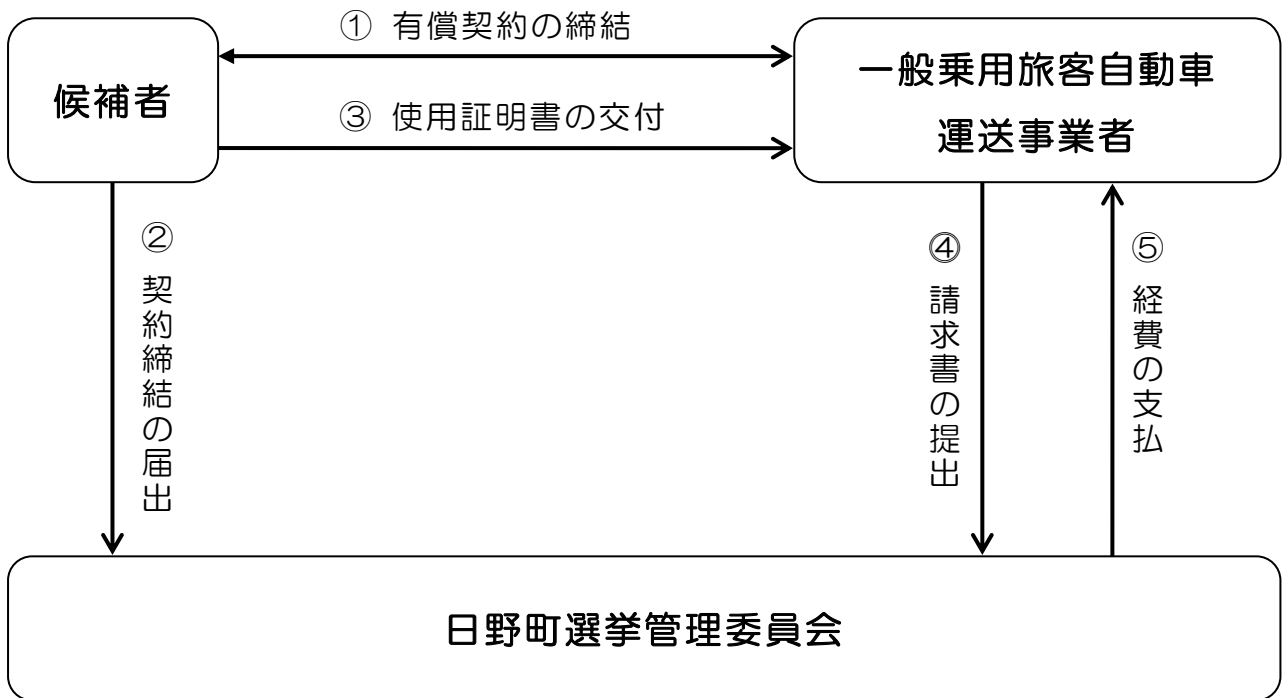 ① 有償契約の締結
候補者
一般乗用旅客自動車
運送事業者
③ 使用証明書の交付
② 契約締結の届出
④ 請求書の提出
⑤ 経費の支払
日野町選挙管理委員会